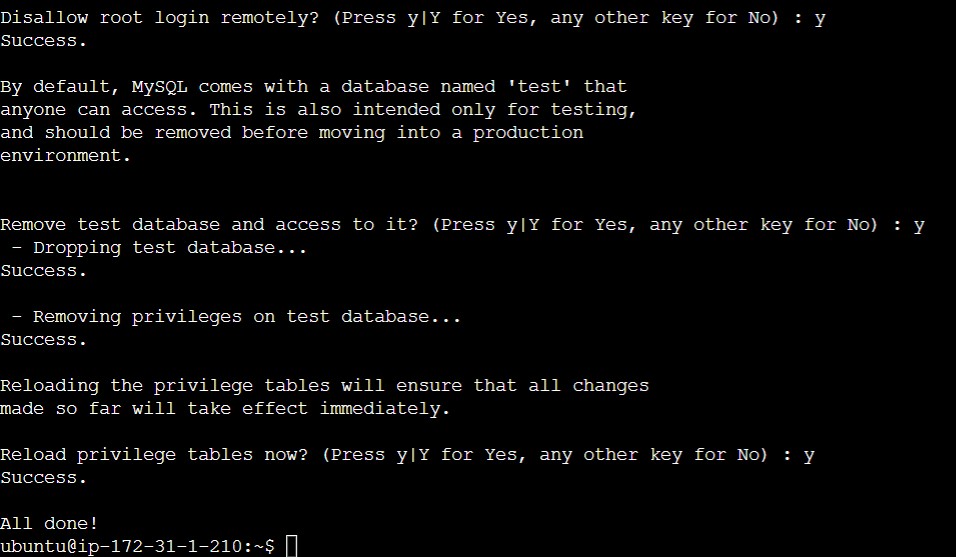 Disallow root login remotely? (Press y|Y for Yes, any other key for No) : y
Success.
By default, MySQL comes with a database named 'test' that
anyone can access. This is also intended only for testing,
and should be removed before moving into a production
environment.
Remove test database and access to it? (Press y|Y for Yes, any other key for No) : y
- Dropping test database...
Success.
- Removing privileges on test database...
Success.
Reloading the privilege tables will ensure that all changes
made so far will take effect immediately.
Reload privilege tables now? (Press y|Y for Yes, any other key for No) : y
Success.
All done!
ubuntu@ip-172-31-1-210:~$